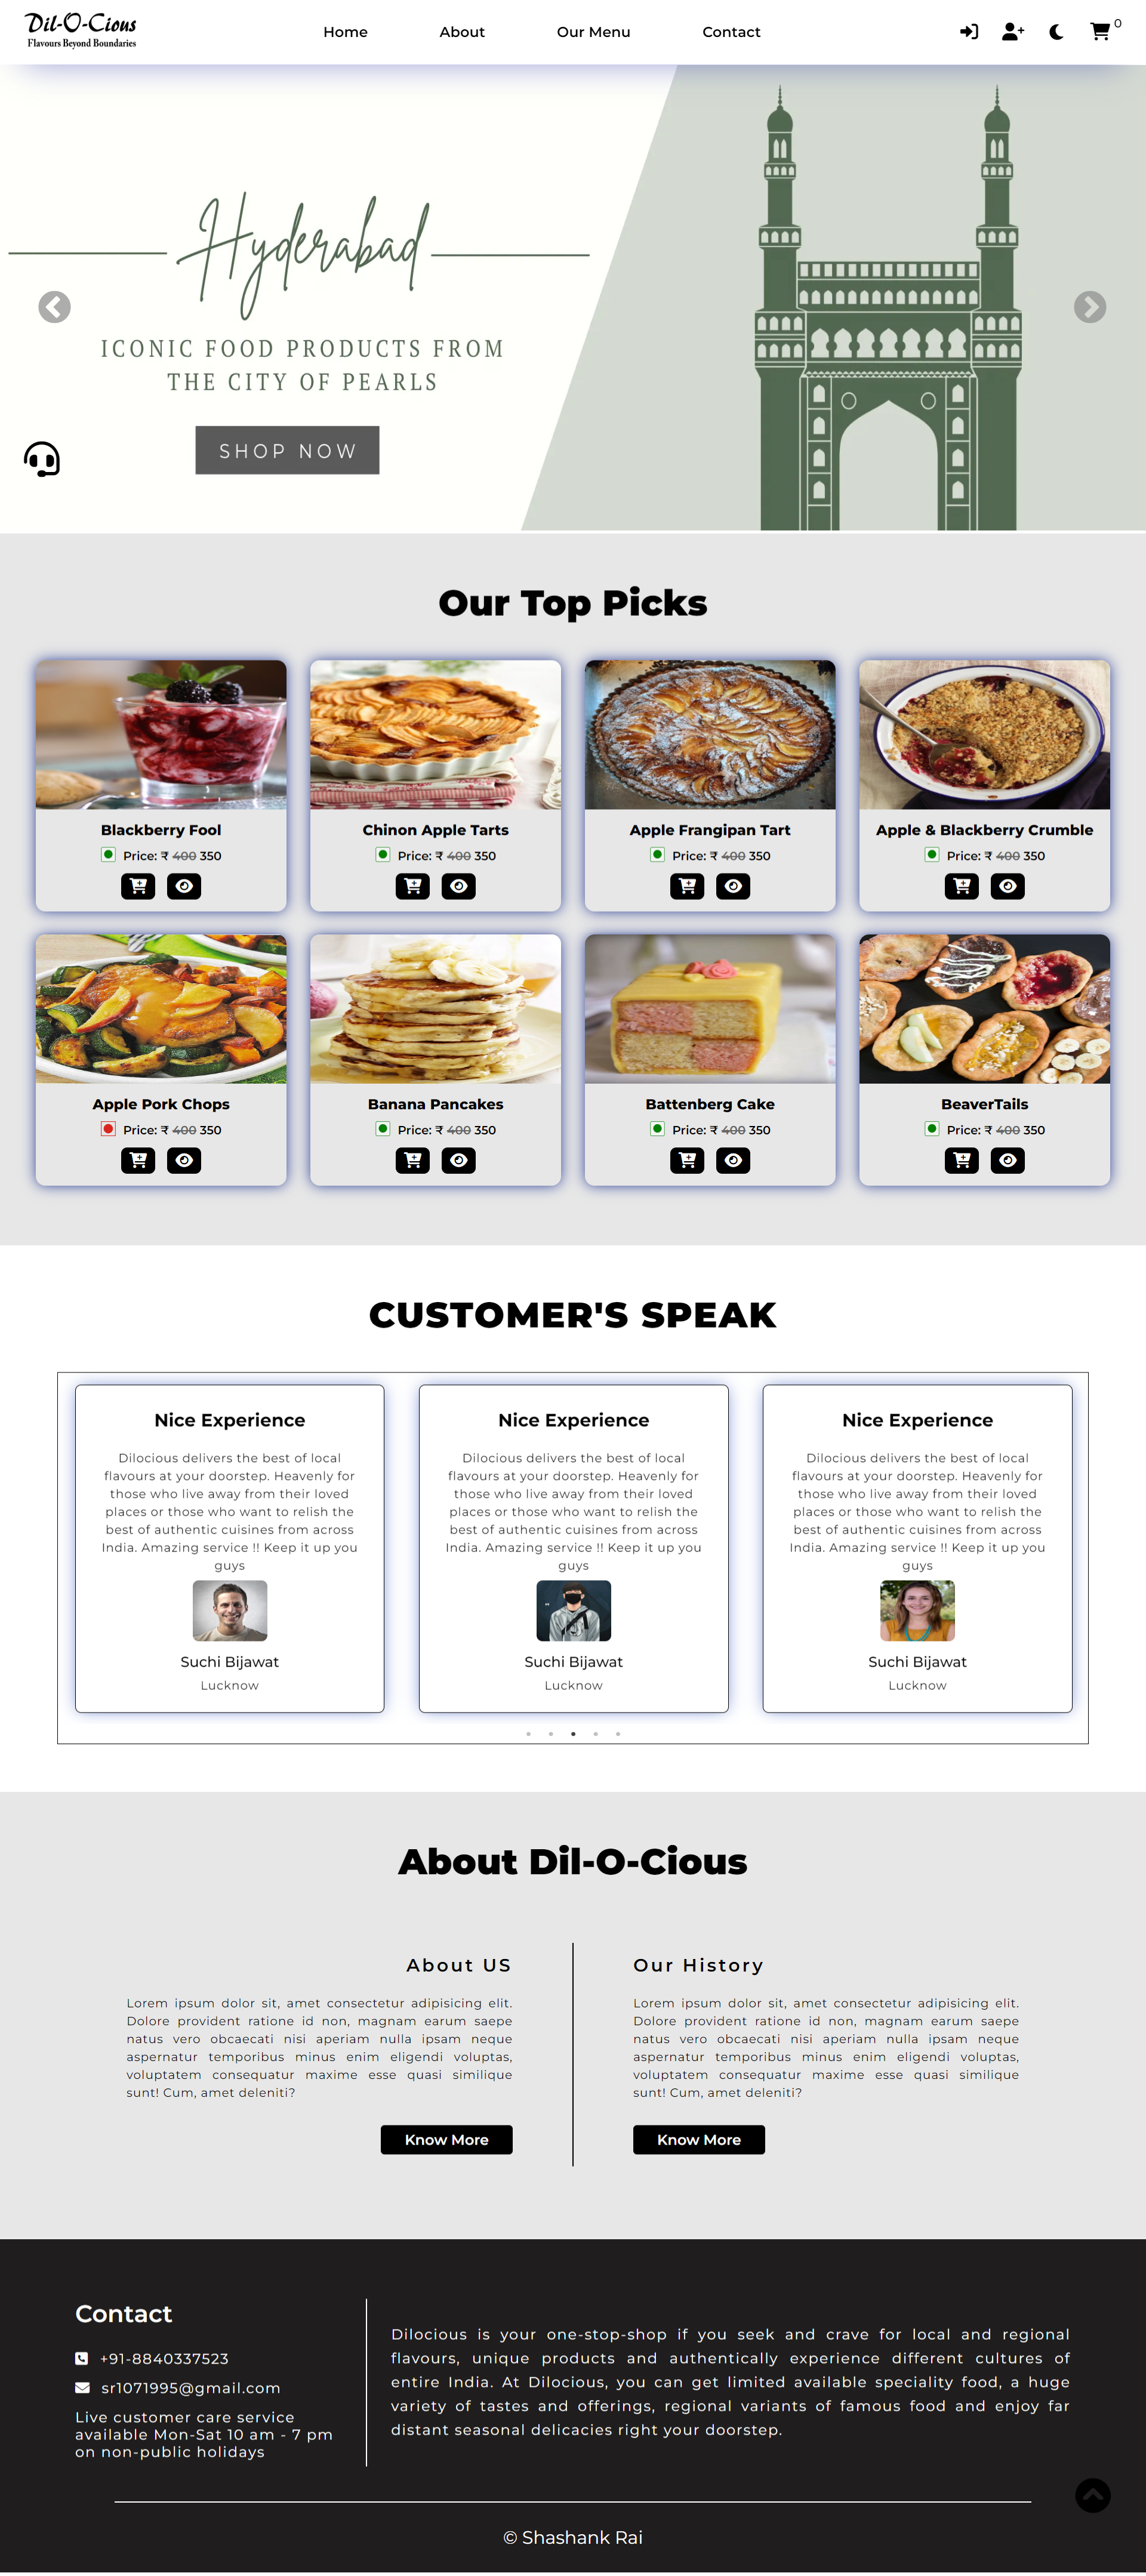 Dil-O-Cious
Flavours Beyond Boundaries
Home
About
Our Menu
Contact
0
Hyderabad
ICONIC FOOD PRODUCTS FROM
THE CITY OF PEARLS
SHOP NOW
Our Top Picks
Blackberry Fool
Price: ₹ 400 350
Chinon Apple Tarts
Price: ₹ 400 350
Apple Frangipan Tart
Price: ₹ 400 350
Apple & Blackberry Crumble
Price: ₹ 400 350
Apple Pork Chops
Price: ₹ 400 350
Banana Pancakes
Price: ₹ 400 350
Battenberg Cake
Price: ₹ 400 350
BeaverTails
Price: ₹ 400 350
CUSTOMER'S SPEAK
Nice Experience
Dilocious delivers the best of local
flavours at your doorstep. Heavenly for
those who live away from their loved
places or those who want to relish the
best of authentic cuisines from across
India. Amazing service !! Keep it up you
guys
Suchi Bijawat
Lucknow
Nice Experience
Dilocious delivers the best of local
flavours at your doorstep. Heavenly for
those who live away from their loved
places or those who want to relish the
best of authentic cuisines from across
India. Amazing service !! Keep it up you
guys
Suchi Bijawat
Lucknow
Nice Experience
Dilocious delivers the best of local
flavours at your doorstep. Heavenly for
those who live away from their loved
places or those who want to relish the
best of authentic cuisines from across
India. Amazing service !! Keep it up you
guys
Suchi Bijawat
Lucknow
About Dil-O-Cious
About US
Lorem ipsum dolor sit, amet consectetur adipisicing elit.
Dolore provident ratione id non, magnam earum saepe
natus vero obcaecati nisi aperiam nulla ipsam neque
aspernatur temporibus minus enim eligendi voluptas,
voluptatem consequatur maxime esse quasi similique
sunt! Cum, amet deleniti?
Know More
Our History
Lorem ipsum dolor sit, amet consectetur adipisicing elit.
Dolore provident ratione id non, magnam earum saepe
natus vero obcaecati nisi aperiam nulla ipsam neque
aspernatur temporibus minus enim eligendi voluptas,
voluptatem consequatur maxime esse quasi similique
sunt! Cum, amet deleniti?
Know More
Contact
+91-8840337523
sr1071995@gmail.com
Live customer care service
available Mon-Sat 10 am - 7 pm
on non-public holidays
Dilocious is your one-stop-shop if you seek and crave for local and regional
flavours, unique products and authentically experience different cultures of
entire India. At Dilocious, you can get limited available speciality food, a huge
variety of tastes and offerings, regional variants of famous food and enjoy far
distant seasonal delicacies right your doorstep.
© Shashank Rai